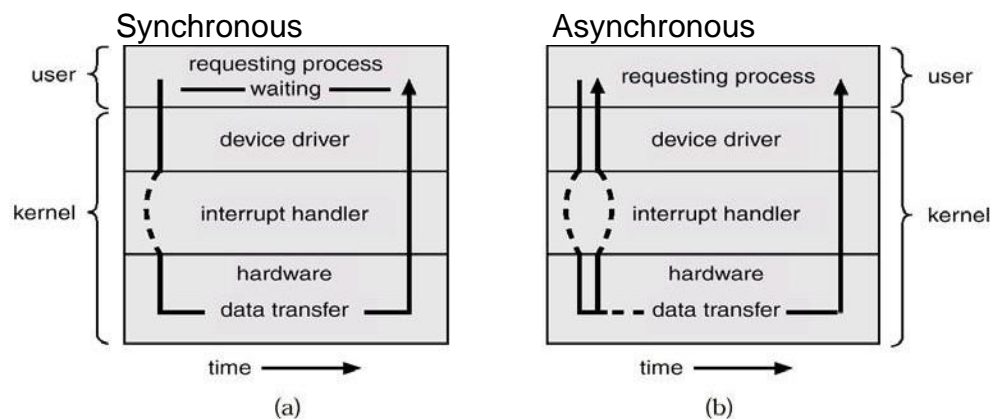 Synchronous
user
requesting process
waiting
device driver
kernel
interrupt handler
hardware
data transfer
time
(a)
Asynchronous
requesting process
user
device driver
interrupt handler
kernel
hardware
data transfer
time
(b)